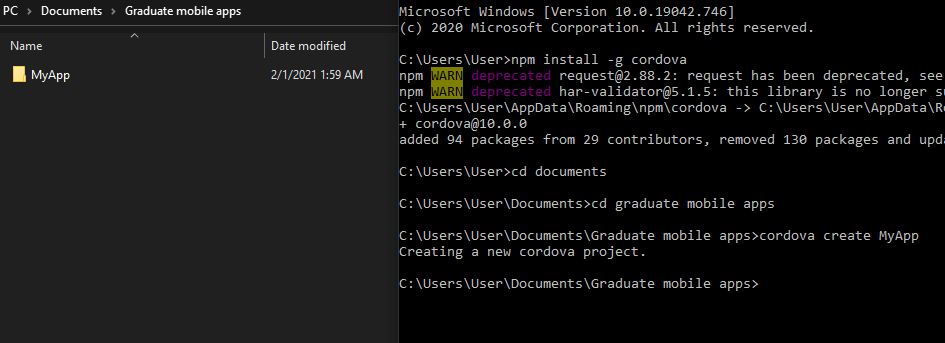 PC > Documents > Graduate mobile apps
Name Date modified
MyApp 2/1/2021 1:59 AM
Microsoft Windows [Version 10.0.19042.746]
(c) 2020 Microsoft Corporation. All rights reserved.
C:\Users\User>npm install -g cordova
npm WARN deprecated request@2.88.2: request has been deprecated, see
npm WARN deprecated har-validator@5.1.5: this library is no longer su
C:\Users\User\AppData\Roaming\npm\cordova -> C:\Users\User\AppData\Ro
+ cordova@10.0.0
added 94 packages from 29 contributors, removed 130 packages and upda
C:\Users\User>cd documents
C:\Users\User\Documents>cd graduate mobile apps
C:\Users\User\Documents\Graduate mobile apps>cordova create MyApp
Creating a new cordova project.
C:\Users\User\Documents\Graduate mobile apps>